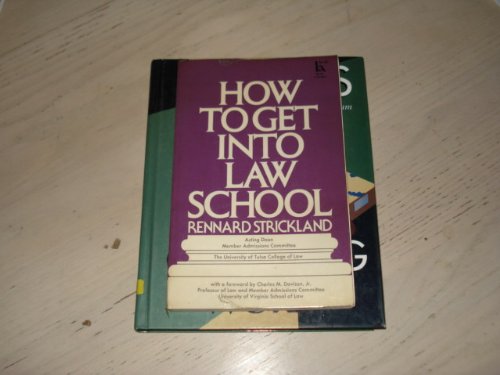 HOW
TO GET
INTO
LAW
SCHOOL
RENNARD STRICKLAND
Acting Dean
Member Admissions Committee
The University of Tulsa College of Law
with a foreword by Charles M. Davison, Jr.
Professor of Law and Member Admissions Committee
University of Virginia School of Law
S
G